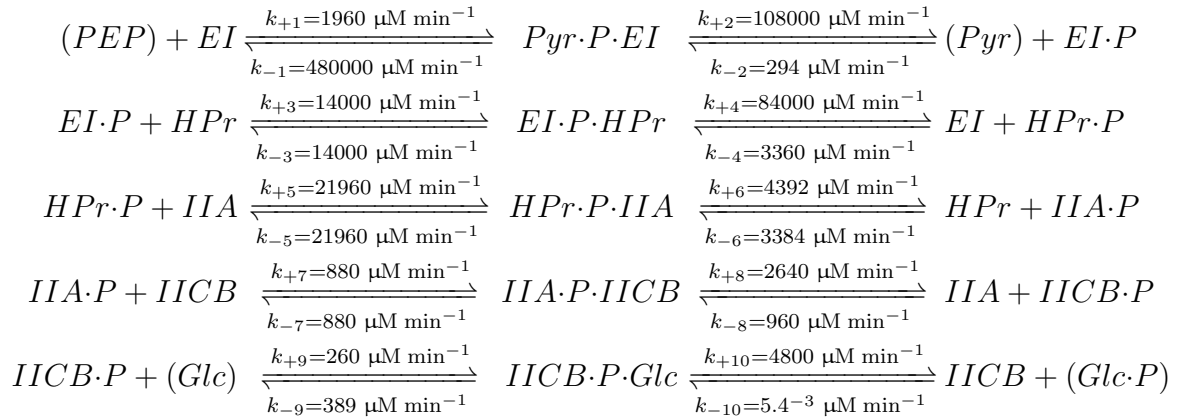 k₊₁=1960 µM min⁻¹ k₊₂=108000 µM min⁻¹
(PEP) + EI ⇌ Pyr·P·EI ⇌ (Pyr) + EI·P
k₋₁=480000 µM min⁻¹ k₋₂=294 µM min⁻¹
k₊₃=14000 µM min⁻¹ k₊₄=84000 µM min⁻¹
EI·P + HPr ⇌ EI·P·HPr ⇌ EI + HPr·P
k₋₃=14000 µM min⁻¹ k₋₄=3360 µM min⁻¹
k₊₅=21960 µM min⁻¹ k₊₆=4392 µM min⁻¹
HPr·P + IIA ⇌ HPr·P·IIA ⇌ HPr + IIA·P
k₋₅=21960 µM min⁻¹ k₋₆=3384 µM min⁻¹
k₊₇=880 µM min⁻¹ k₊₈=2640 µM min⁻¹
IIA·P + IICB ⇌ IIA·P·IICB ⇌ IIA + IICB·P
k₋₇=880 µM min⁻¹ k₋₈=960 µM min⁻¹
k₊₉=260 µM min⁻¹ k₊₁₀=4800 µM min⁻¹
IICB·P + (Glc) ⇌ IICB·P·Glc ⇌ IICB + (Glc·P)
k₋₉=389 µM min⁻¹ k₋₁₀=5.4⁻³ µM min⁻¹